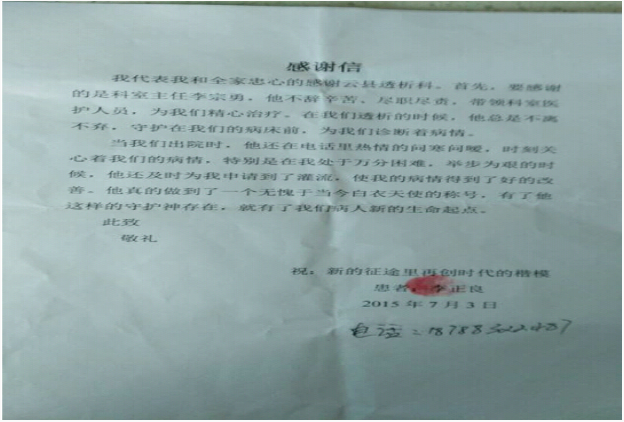 感谢信
我代表我和全家忠心的感谢云县透析科。首先，要感谢
的是科室主任李宗勇，他不辞辛苦、尽职尽责，带领科室医
护人员，为我们精心治疗。在我们透析的时候，他总是不离
不弃，守护在我们的病床前，为我们诊断着病情。
当我们出院时，他还在电话里热情的问寒问暖，时刻关
心着我们的病情，特别是在我处于万分困难，举步为艰的时
候，他还及时为我申请到了灌流，使我的病情得到了好的改
善。他真的做到了一个无愧于当今白衣天使的称号，有了他
这样的守护神存在，就有了我们病人新的生命起点。
此致
敬礼
祝：新的征途里再创时代的楷模
患者：李正良
2015年7月3日
电话：